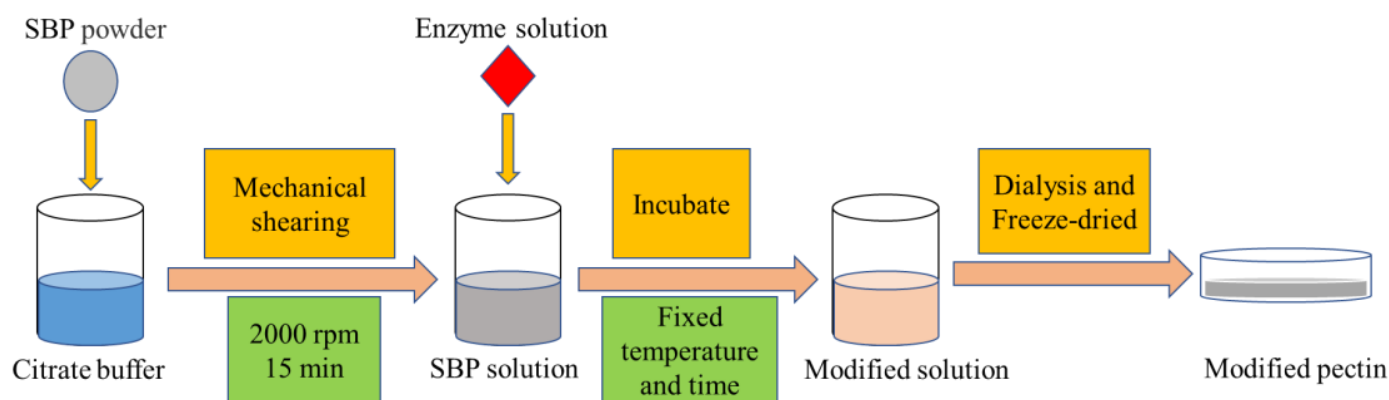 SBP powder
Enzyme solution
Mechanical
shearing
Incubate
Dialysis and
Freeze-dried
2000 rpm
15 min
Fixed
temperature
and time
Citrate buffer
SBP solution
Modified solution
Modified pectin